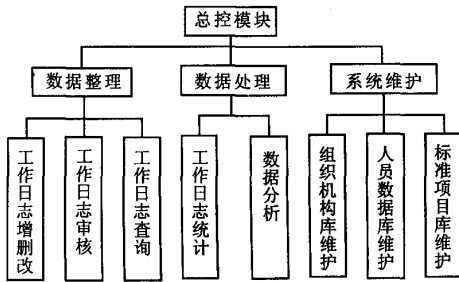 总控模块
数据整理
数据处理
系统维护
工作日志增删改
工作日志审核
工作日志查询
工作日志统计
数据分析
组织机构库维护
人员数据库维护
标准项目库维护